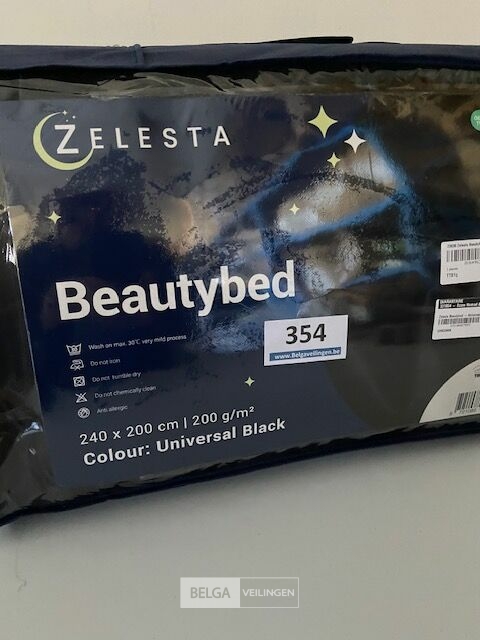 ZELESTA
Beautybed
Wash on max. 30°C very mild process
Do not iron
Do not tumble dry
Do not chemically clean
Anti allergic
354
www.Belgaveilingen.be
240 x 200 cm | 200 g/m²
Colour: Universal Black
BELGA VEILINGEN